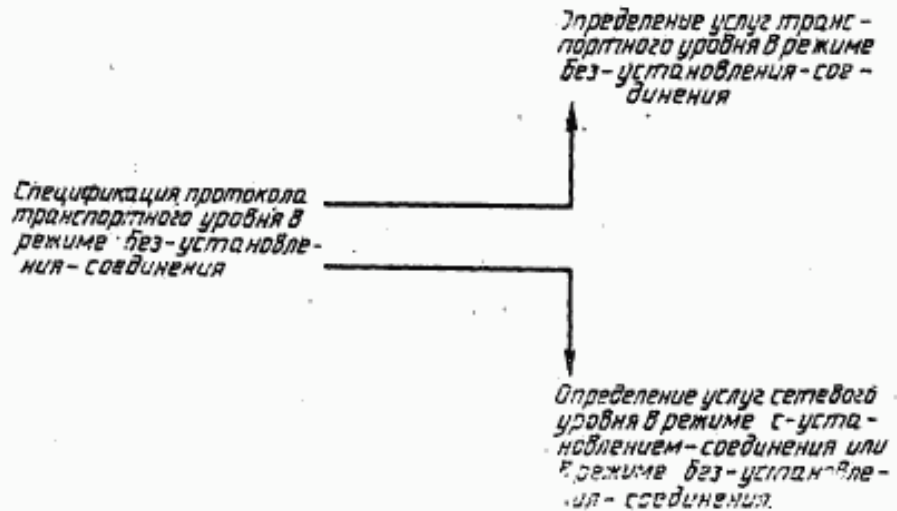 Определение услуг транс-
портного уровня в режиме
без-установления-сое-
динения
Спецификация протокола
транспортного уровня в
режиме без-установле-
ния-соединения
Определение услуг сетевого
уровня в режиме с-уста-
новлением-соединения или
в режиме без-установле-
ния-соединения.